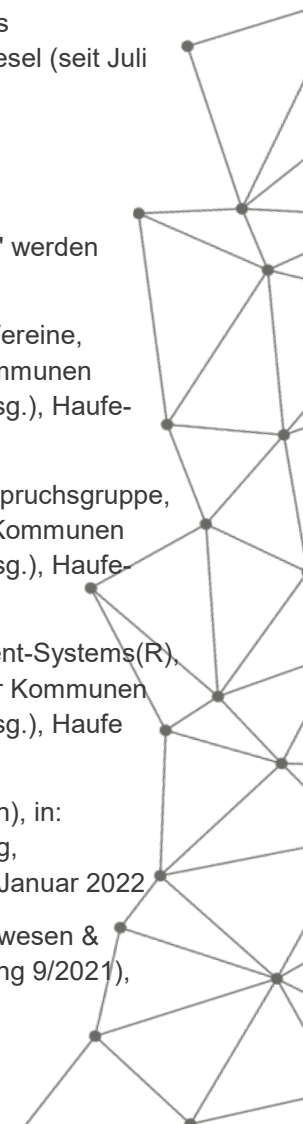 s
esel (seit Juli
" werden
ereine,
mmunen
sg.), Haufe-
pruchsgruppe,
Kommunen
sg.), Haufe-
nt-Systems(R),
r Kommunen
sg.), Haufe
n), in:
g,
Januar 2022
wesen &
ng 9/2021),